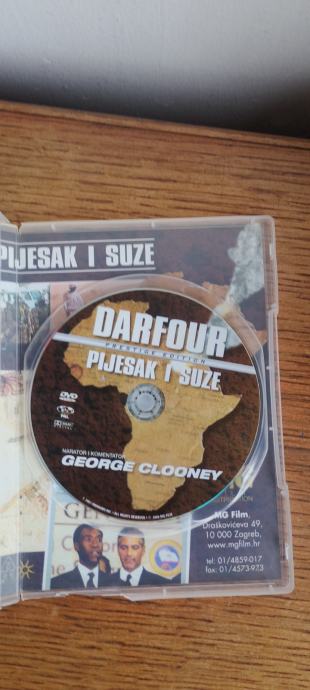 PIJESAK I SUZE
DARFOUR
PRESTIGE EDITION
PIJESAK I SUZE
DVD
PAL
NARATOR I KOMENTATOR
GEORGE CLOONEY
MG Film,
Draškovićeva 49,
10 000 Zagreb,
www.mgfilm.hr
tel: 01/4859-017
fax: 01/4573-973